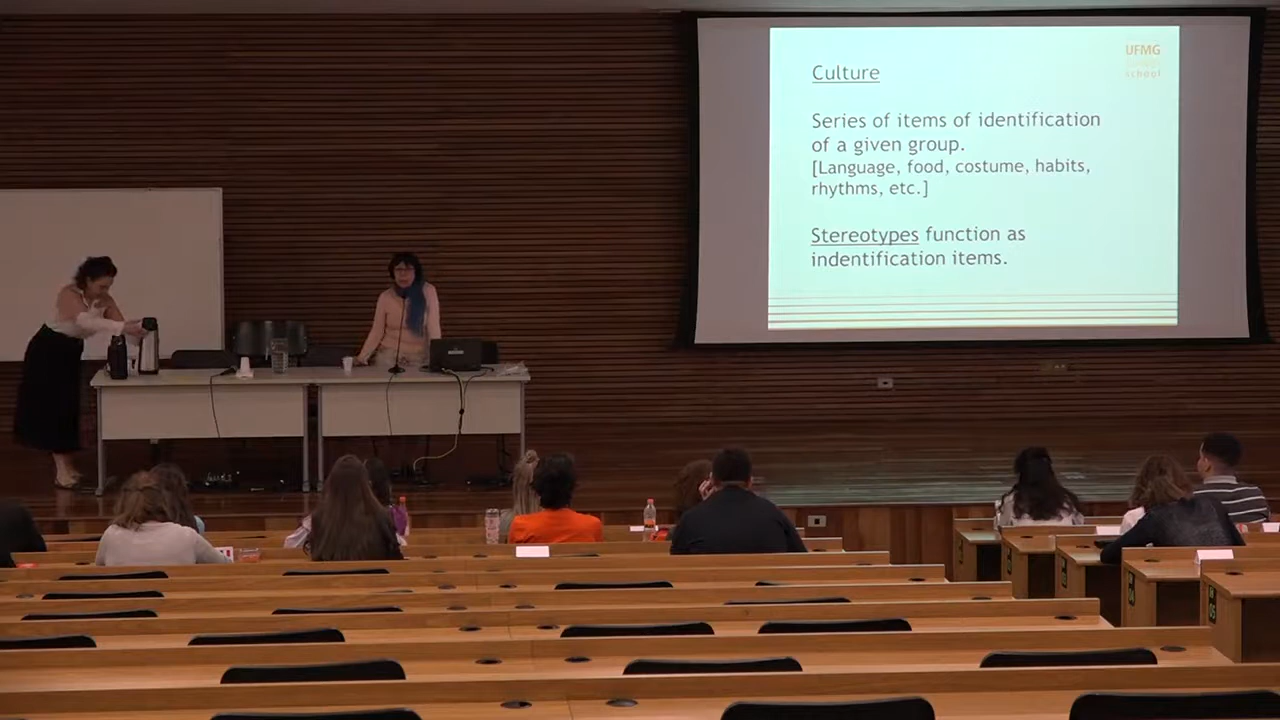 UFMG
school
Culture
Series of items of identification
of a given group.
[Language, food, costume, habits,
rhythms, etc.]
Stereotypes function as
indentification items.